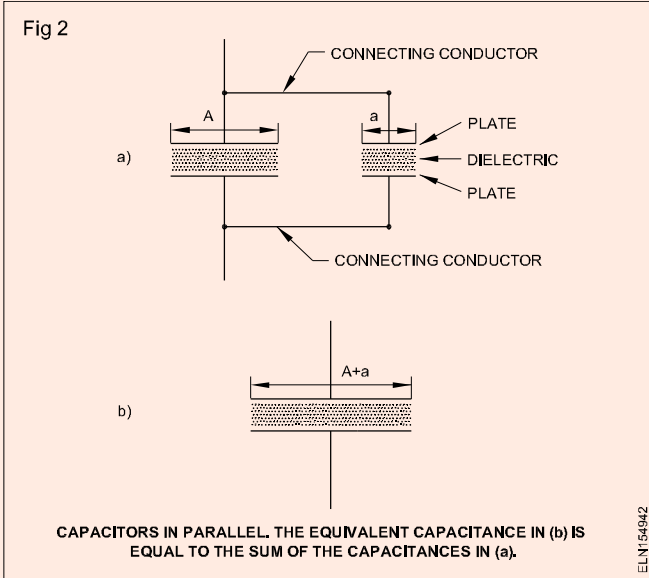 Fig 2
CONNECTING CONDUCTOR
A
a
PLATE
a)
DIELECTRIC
PLATE
CONNECTING CONDUCTOR
A+a
b)
CAPACITORS IN PARALLEL. THE EQUIVALENT CAPACITANCE IN (b) IS
EQUAL TO THE SUM OF THE CAPACITANCES IN (a).
ELN154942